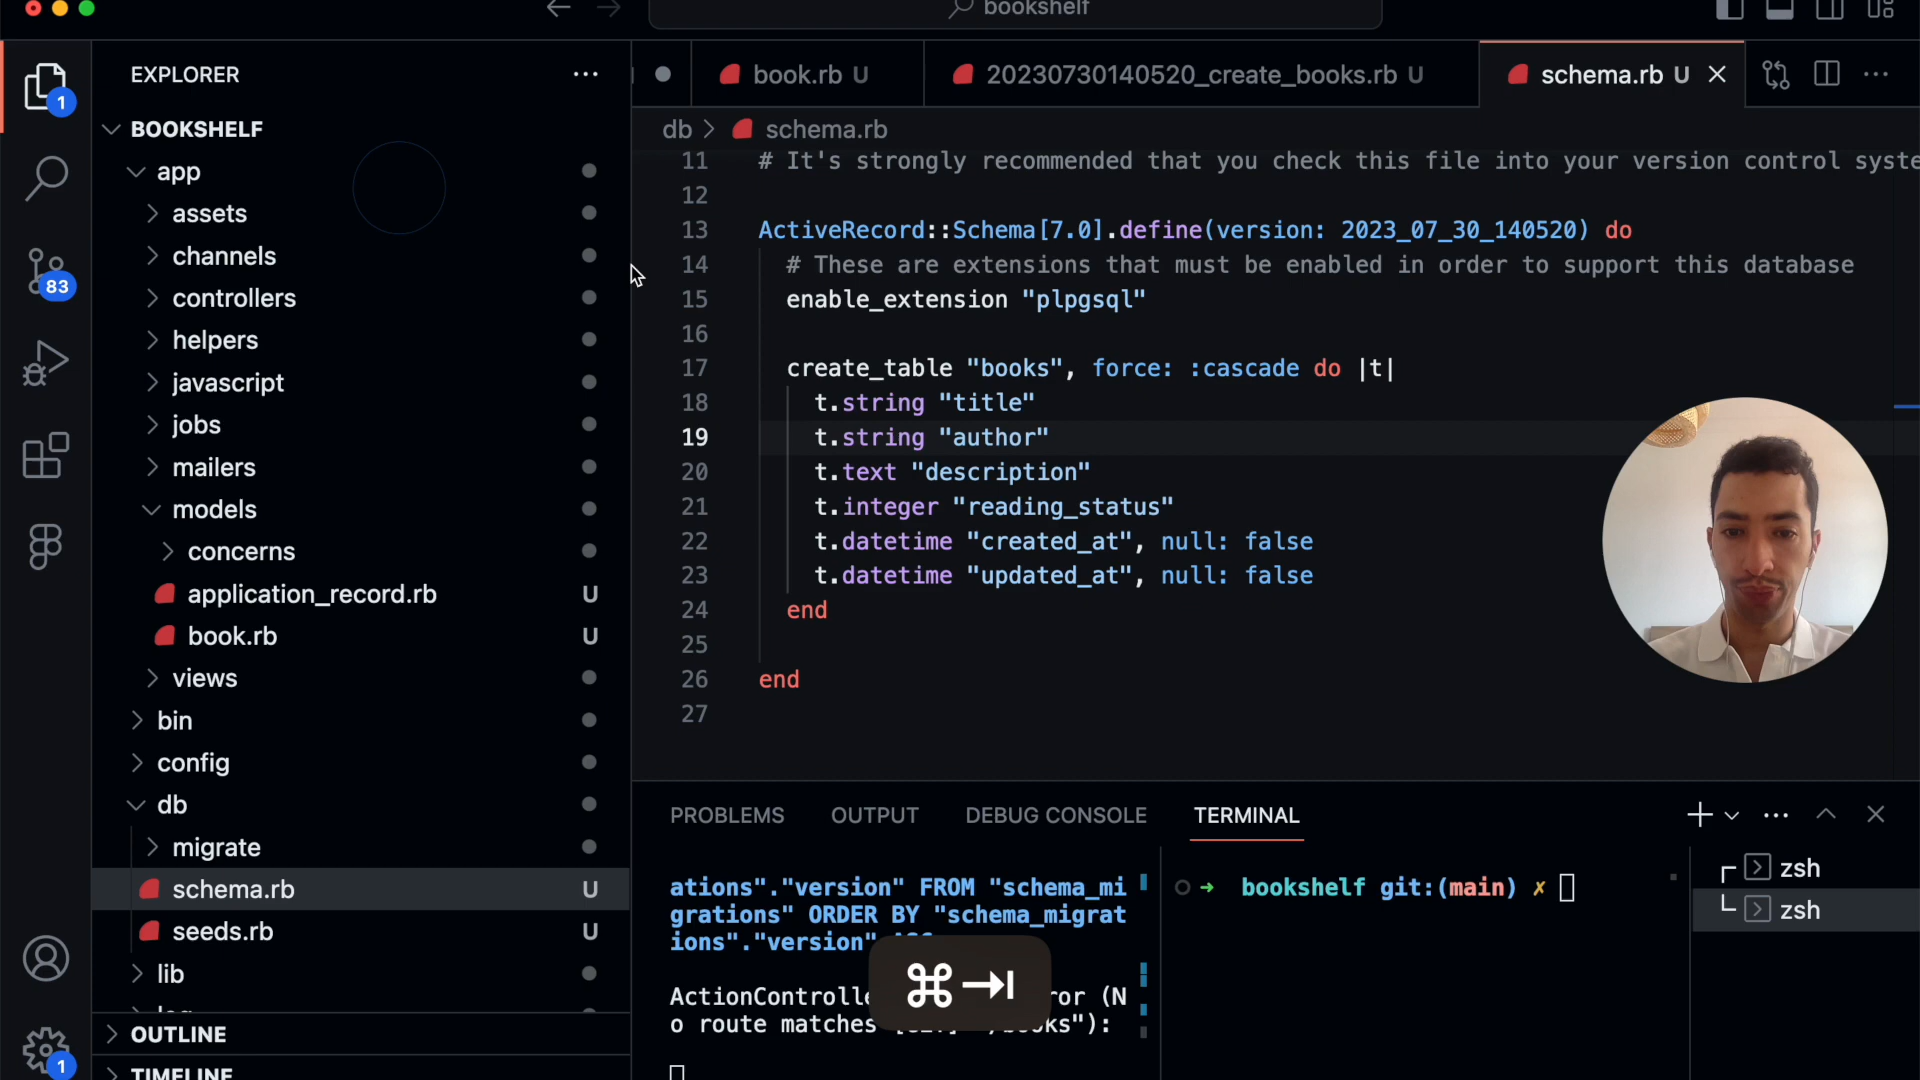 bookshelf
EXPLORER
BOOKSHELF
app
assets
channels
controllers
helpers
javascript
jobs
mailers
models
concerns
application_record.rb U
book.rb U
views
bin
config
db
migrate
schema.rb U
seeds.rb U
lib
OUTLINE
TIMELINE
1
83
1
book.rb U
20230730140520_create_books.rb U
schema.rb U
db > schema.rb
11 # It's strongly recommended that you check this file into your version control syste
12
13 ActiveRecord::Schema[7.0].define(version: 2023_07_30_140520) do
14 # These are extensions that must be enabled in order to support this database
15 enable_extension "plpgsql"
16
17 create_table "books", force: :cascade do |t|
18 t.string "title"
19 t.string "author"
20 t.text "description"
21 t.integer "reading_status"
22 t.datetime "created_at", null: false
23 t.datetime "updated_at", null: false
24 end
25
26 end
27
PROBLEMS OUTPUT DEBUG CONSOLE TERMINAL
ations"."version" FROM "schema_mi
grations" ORDER BY "schema_migrat
ions"."version"
ActionControlle ror (N
o route matches ks"):
➜ bookshelf git:(main) ✗
zsh
zsh
⌘⇥